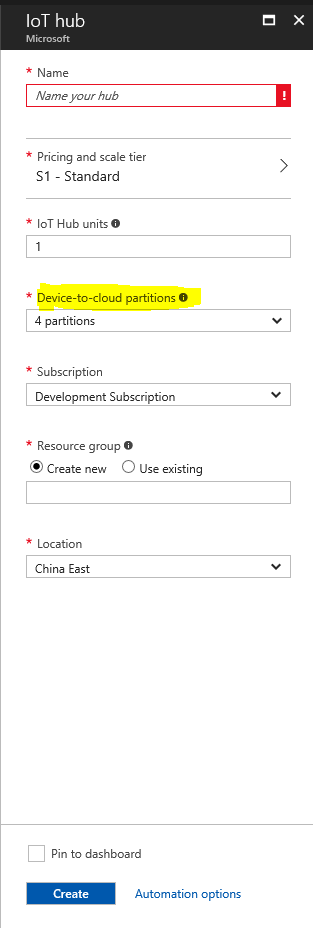 IoT hub
Microsoft
* Name
Name your hub
!
* Pricing and scale tier
S1 - Standard
* IoT Hub units
1
* Device-to-cloud partitions
4 partitions
* Subscription
Development Subscription
* Resource group
Create new Use existing
* Location
China East
Pin to dashboard
Create Automation options